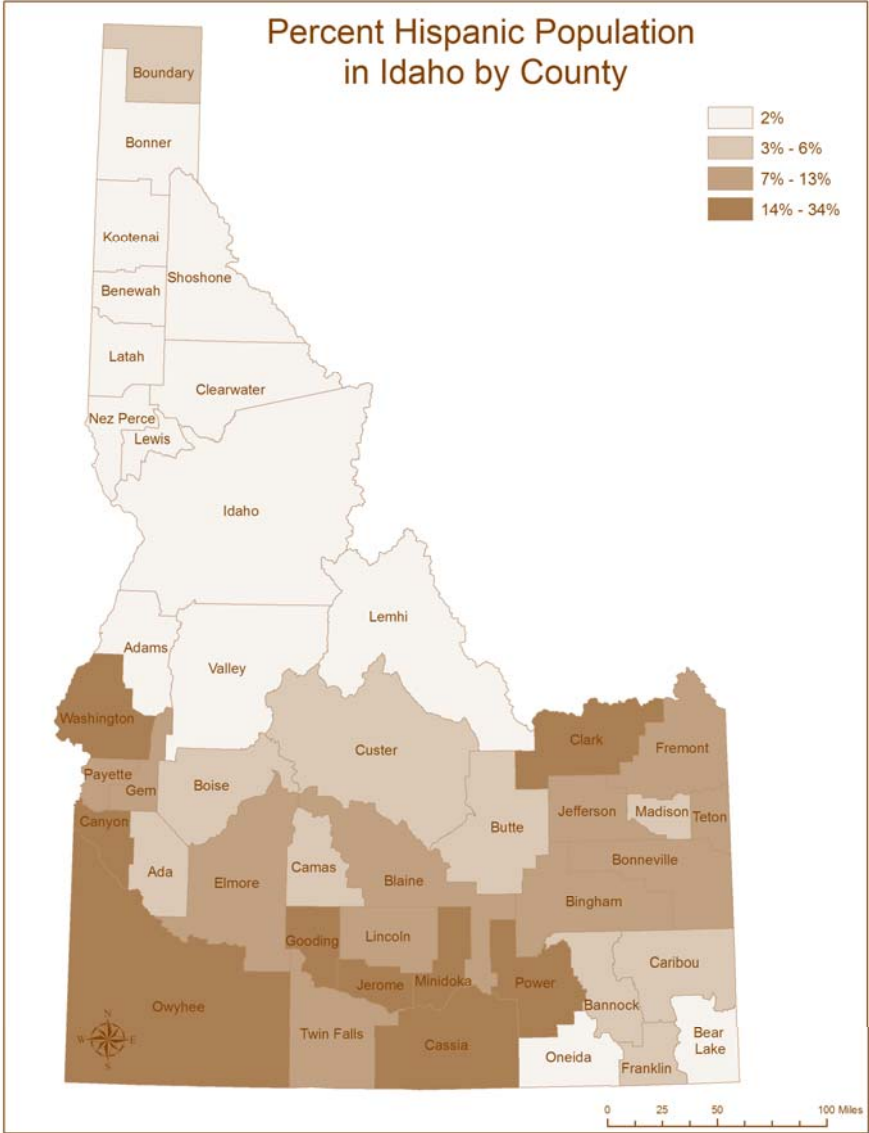 Percent Hispanic Population
in Idaho by County
2%
3% - 6%
7% - 13%
14% - 34%
Boundary
Bonner
Kootenai
Shoshone
Benewah
Latah
Clearwater
Nez Perce
Lewis
Idaho
Lemhi
Adams
Valley
Washington
Custer
Clark
Fremont
Payette
Gem
Boise
Jefferson
Madison
Teton
Canyon
Butte
Ada
Camas
Elmore
Blaine
Bonneville
Bingham
Gooding
Lincoln
Caribou
Jerome
Minidoka
Power
Bannock
Owyhee
Twin Falls
Cassia
Oneida
Franklin
Bear
Lake
N
W E
S
0 25 50 100 Miles